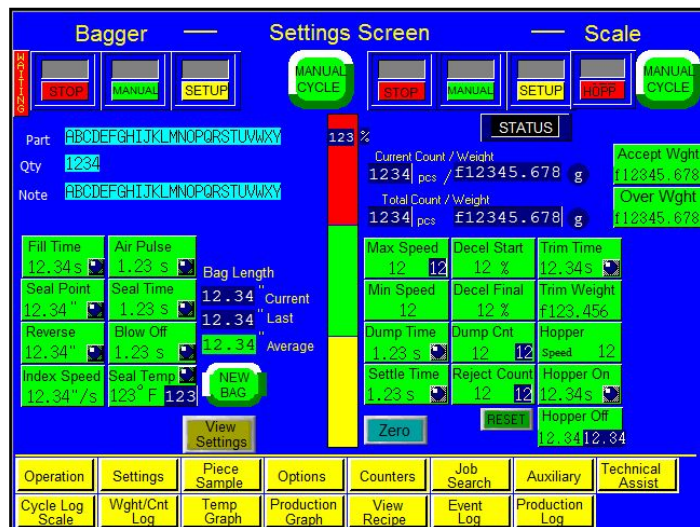 Bagger — Settings Screen — Scale
WAITING
STOP
MANUAL
SETUP
MANUAL
CYCLE
STOP
MANUAL
SETUP
HOPP
MANUAL
CYCLE
Part ABCDEFGHIJKLMNOPQRSTUVWXY
Qty 1234
Note ABCDEFGHIJKLMNOPQRSTUVWXY
123 %
STATUS
Current Count / Weight
1234 pcs / f12345.678 g
Total Count / Weight
1234 pcs f12345.678 g
Accept Wght
f12345.678
Over Wght
f12345.678
Fill Time
12.34 s
Air Pulse
1.23 s
Seal Point
12.34 "
Seal Time
1.23 s
Reverse
12.34"
Blow Off
1.23 s
Index Speed
12.34"/s
Seal Temp
123° F 123
Bag Length
12.34 " Current
12.34 " Last
12.34 " Average
NEW
BAG
View
Settings
Max Speed
12 12
Decel Start
12 %
Trim Time
12.34 s
Min Speed
12
Decel Final
12 %
Trim Weight
f123.456
Dump Time
1.23 s
Dump Cnt
12 12
Hopper
Speed 12
Settle Time
1.23 s
Reject Count
12 12
Hopper On
12.34 s
Zero
RESET
Hopper Off
12.34 12.34
Operation
Settings
Piece
Sample
Options
Counters
Job
Search
Auxiliary
Technical
Assist
Cycle Log
Scale
Wght/Cnt
Log
Temp
Graph
Production
Graph
View
Recipe
Event
Log
Production
Log